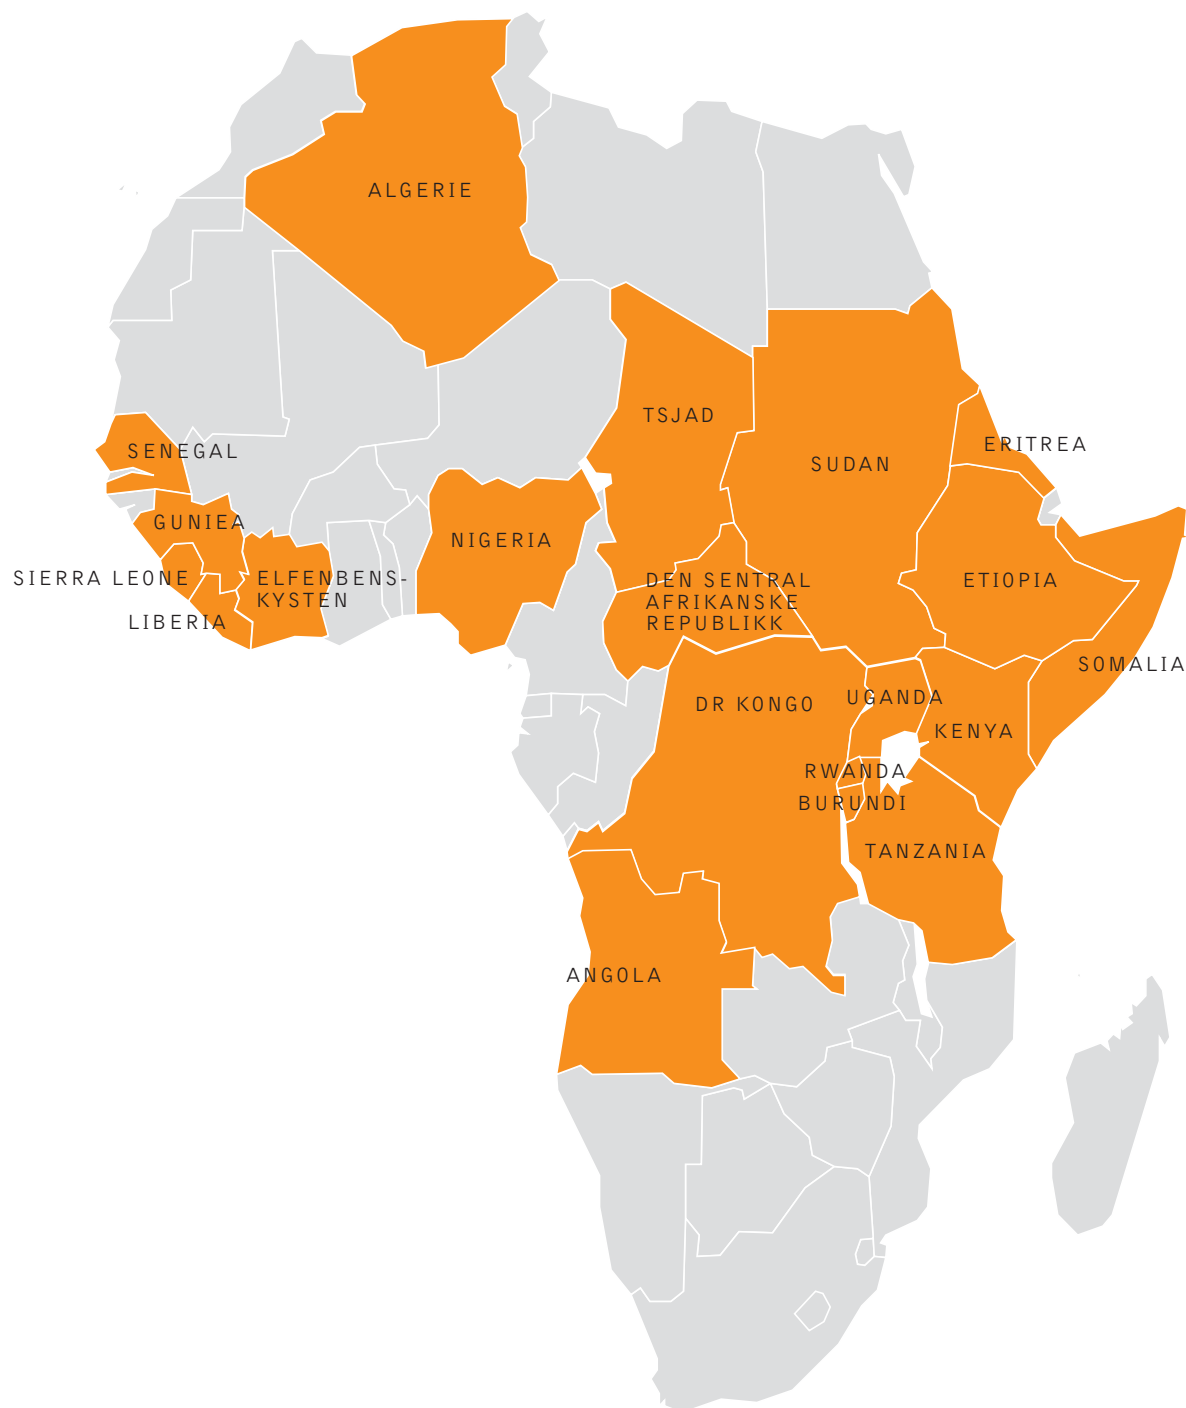 ALGERIE
TSJAD
SENEGAL
ERITREA
SUDAN
GUNIEA
NIGERIA
SIERRA LEONE
ELFENBENS-
KYSTEN
DEN SENTRAL
AFRIKANSKE
REPUBLIKK
ETIOPIA
LIBERIA
SOMALIA
DR KONGO
UGANDA
KENYA
RWANDA
BURUNDI
TANZANIA
ANGOLA